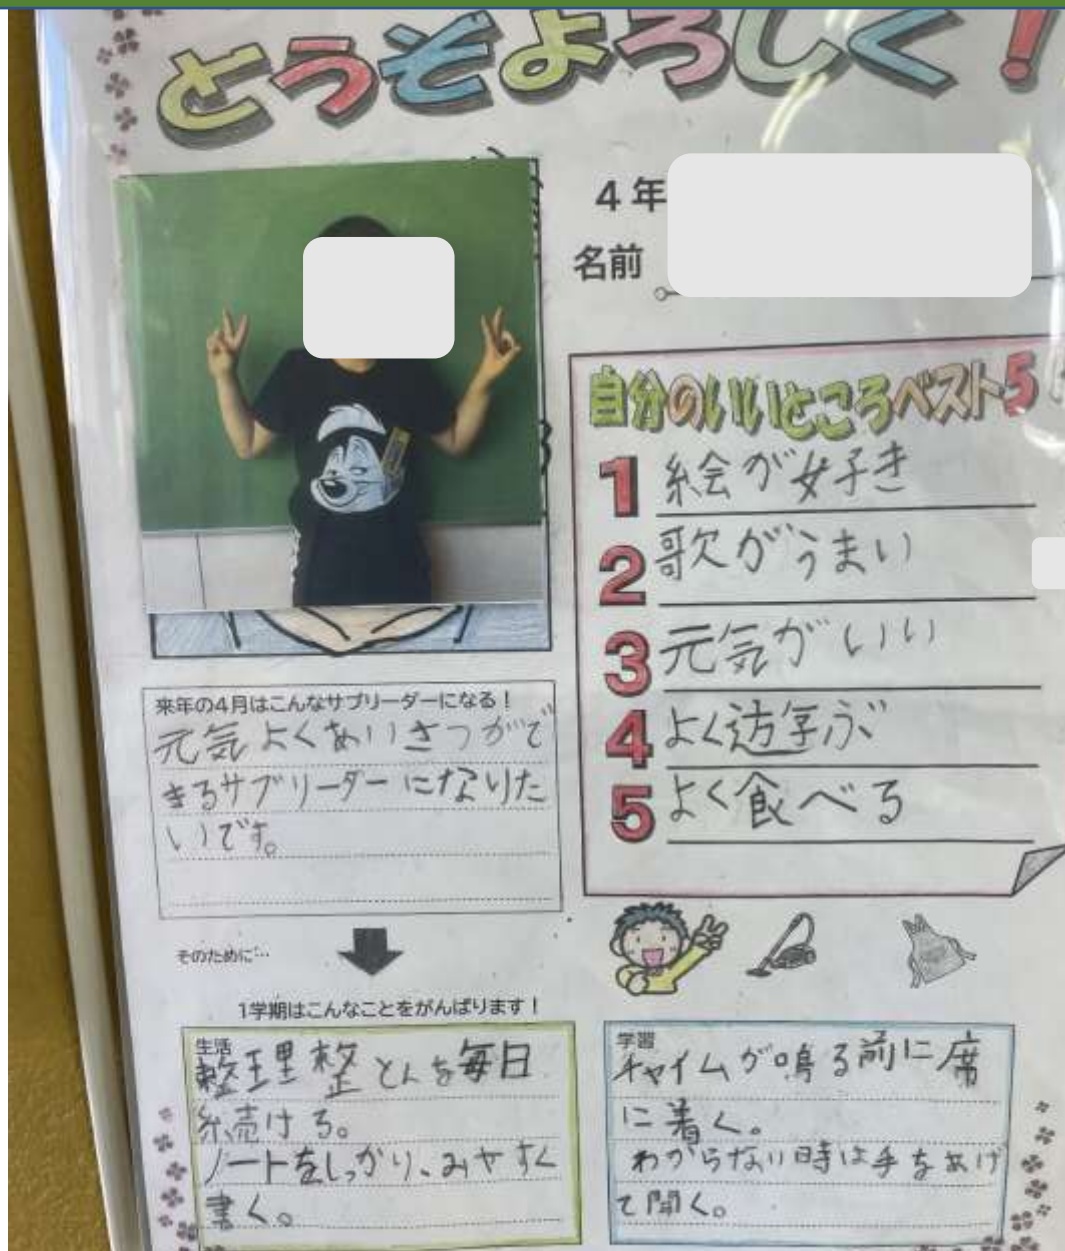 どうぞよろしく!
4年
名前
自分のいいところベスト5
1 絵が好き
2 歌がうまい
3 元気がいい
4 よく遊ぶ
5 よく食べる
来年の4月はこんなサブリーダーになる!
元気よくあいさつがで
きるサブリーダーになりた
いです。
そのために…
1学期はこんなことをがんばります!
生活
整理整とんを毎日
続ける。
ノートをしっかり、みやすく
書く。
学習
チャイムが鳴る前に席
に着く。
わからない時は手をあげ
て聞く。